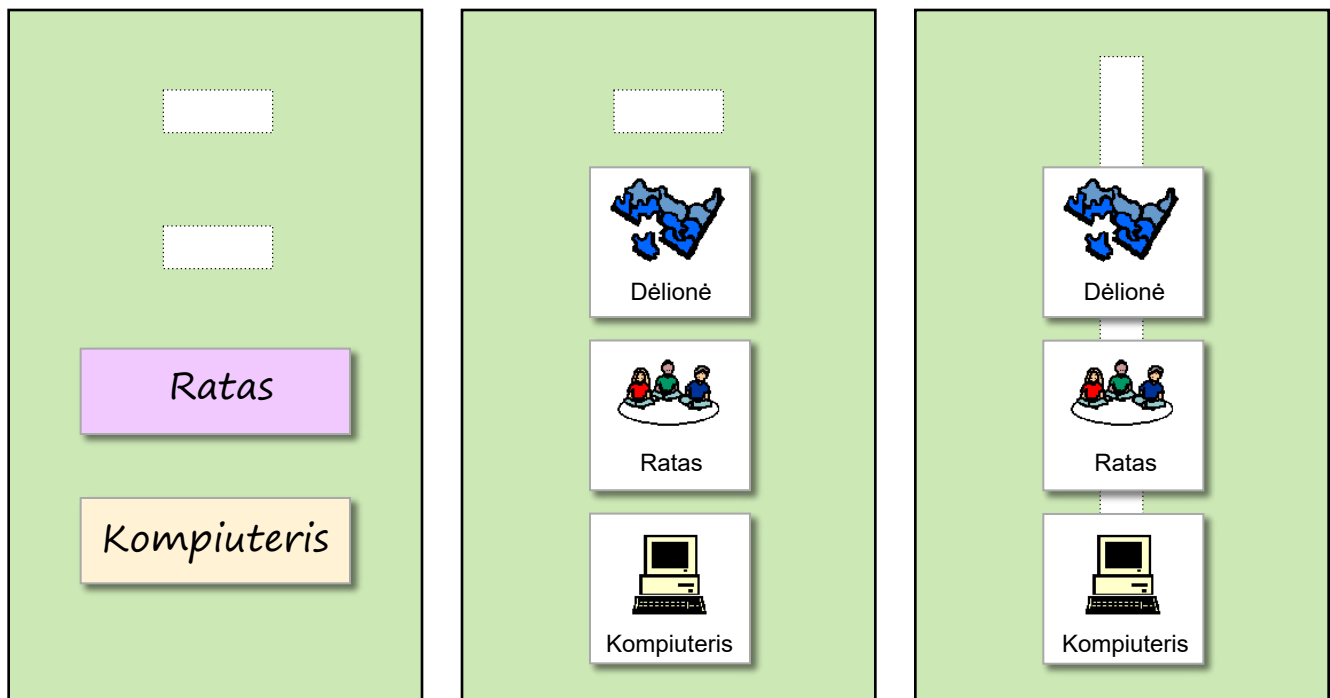 Ratas
Kompiuteris
Dėlionė
Ratas
Kompiuteris
Dėlionė
Ratas
Kompiuteris